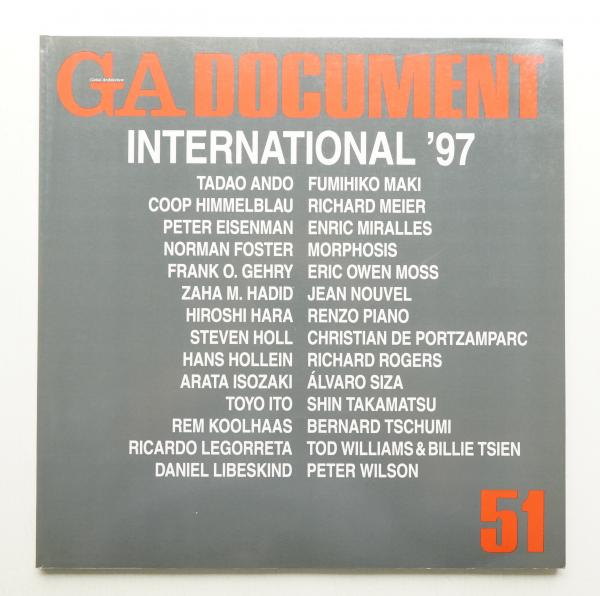 GA DOCUMENT
Global Architecture
INTERNATIONAL '97
TADAO ANDO FUMIHIKO MAKI
COOP HIMMELBLAU RICHARD MEIER
PETER EISENMAN ENRIC MIRALLES
NORMAN FOSTER MORPHOSIS
FRANK O. GEHRY ERIC OWEN MOSS
ZAHA M. HADID JEAN NOUVEL
HIROSHI HARA RENZO PIANO
STEVEN HOLL CHRISTIAN DE PORTZAMPARC
HANS HOLLEIN RICHARD ROGERS
ARATA ISOZAKI ÁLVARO SIZA
TOYO ITO SHIN TAKAMATSU
REM KOOLHAAS BERNARD TSCHUMI
RICARDO LEGORRETA TOD WILLIAMS & BILLIE TSIEN
DANIEL LIBESKIND PETER WILSON
51